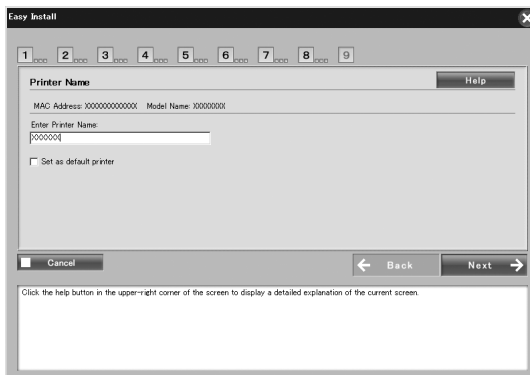 Easy Install
1 2 3 4 5 6 7 8 9
Printer Name
Help
MAC Address: XXXXXXXXXXXX Model Name: XXXXXXXX
Enter Printer Name:
XXXXXXX
Set as default printer
Cancel
Back
Next
Click the help button in the upper-right corner of the screen to display a detailed explanation of the current screen.